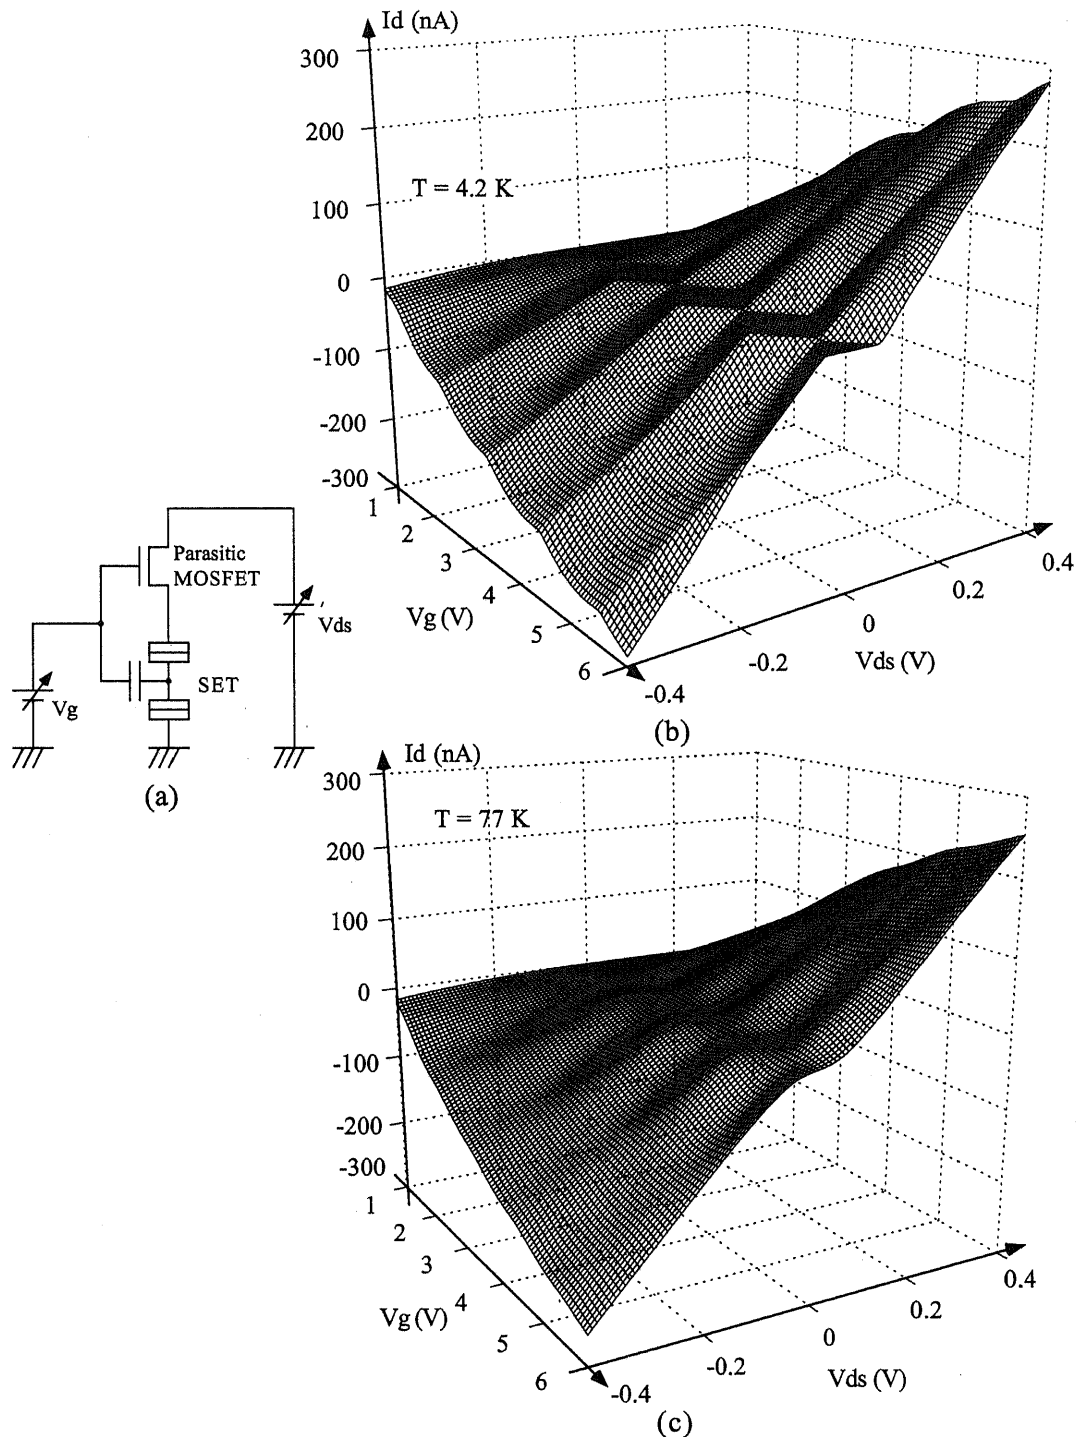 Id (nA)
300
200
100
0
-100
-200
-300
T = 4.2 K
1
2
3
4
5
6
Vg (V)
-0.4
-0.2
0
0.2
0.4
Vds (V)
(b)
Parasitic
MOSFET
Vds
SET
Vg
(a)
Id (nA)
300
200
100
0
-100
-200
-300
T = 77 K
1
2
3
4
5
6
Vg (V)
-0.4
-0.2
0
0.2
0.4
Vds (V)
(c)